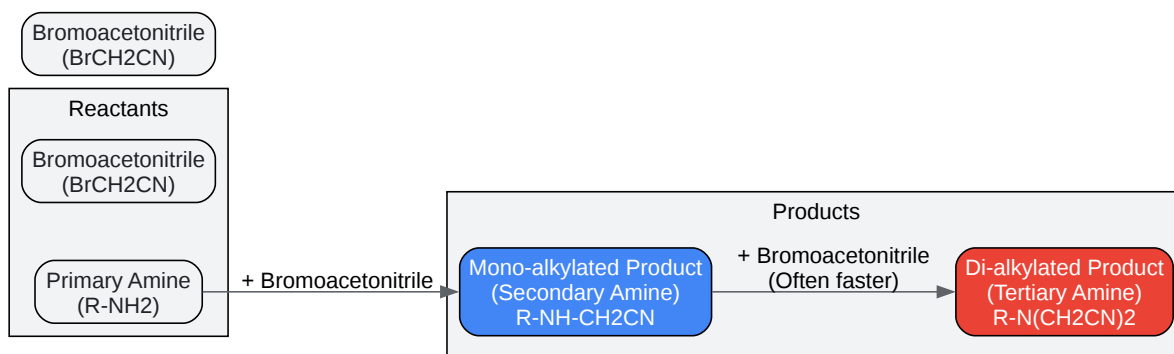 Bromoacetonitrile
(BrCH2CN)
Reactants
Bromoacetonitrile
(BrCH2CN)
Primary Amine
(R-NH2)
+ Bromoacetonitrile
Products
Mono-alkylated Product
(Secondary Amine)
R-NH-CH2CN
+ Bromoacetonitrile
(Often faster)
Di-alkylated Product
(Tertiary Amine)
R-N(CH2CN)2